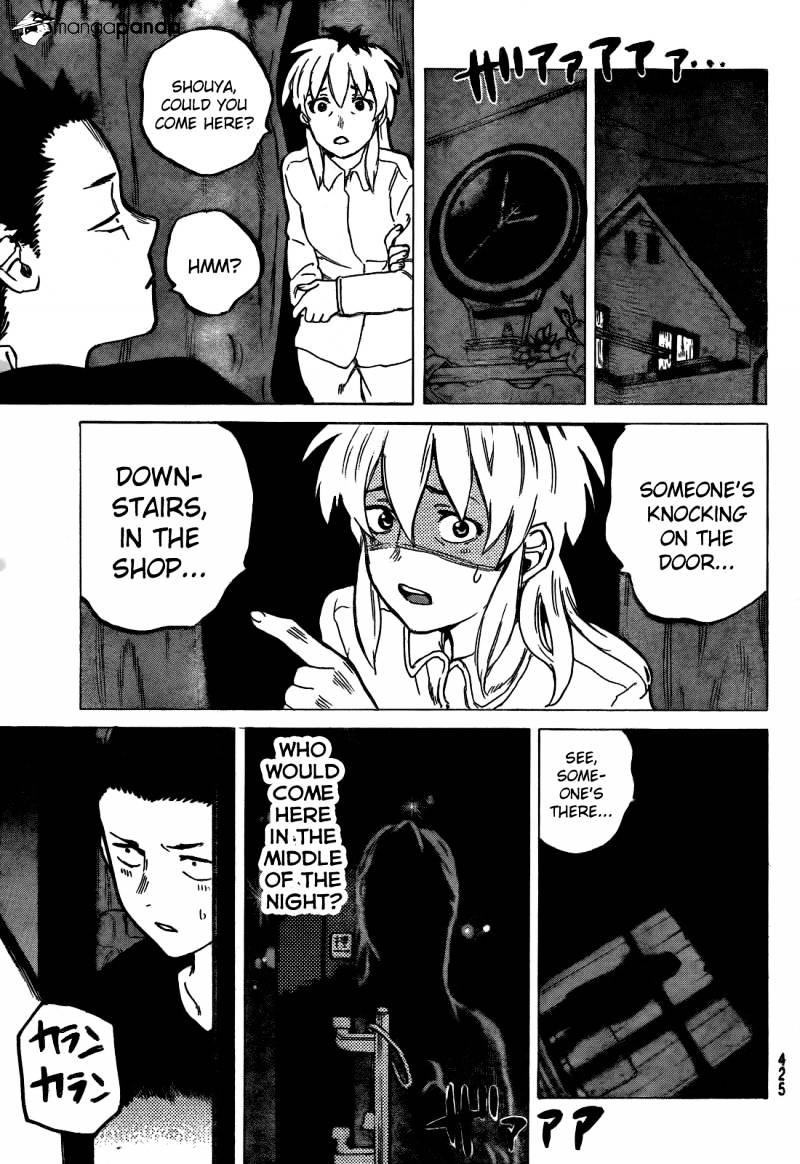 mangapanda
ザァァァァァ...
SHOUYA,
COULD YOU
COME HERE?
HMM?
SOMEONE'S
KNOCKING
ON THE
DOOR...
DOWN-
STAIRS,
IN THE
SHOP...
SEE,
SOME-
ONE'S
THERE...
WHO
WOULD
COME
HERE
IN THE
MIDDLE
OF THE
NIGHT?
ザァァァ
カラン
カラン
425